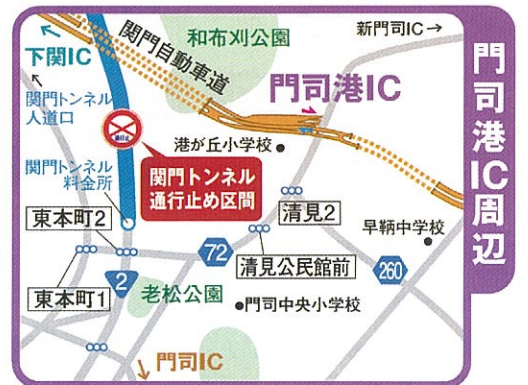 門司港IC周辺
和布刈公園
新門司IC→
下関IC
関門自動車道
門司港IC
関門トンネル
人道口
港が丘小学校
関門トンネル
料金所
関門トンネル
通行止め区間
東本町2
清見2
早鞆中学校
72
清見公民館前
260
2
東本町1
老松公園
門司中央小学校
門司IC